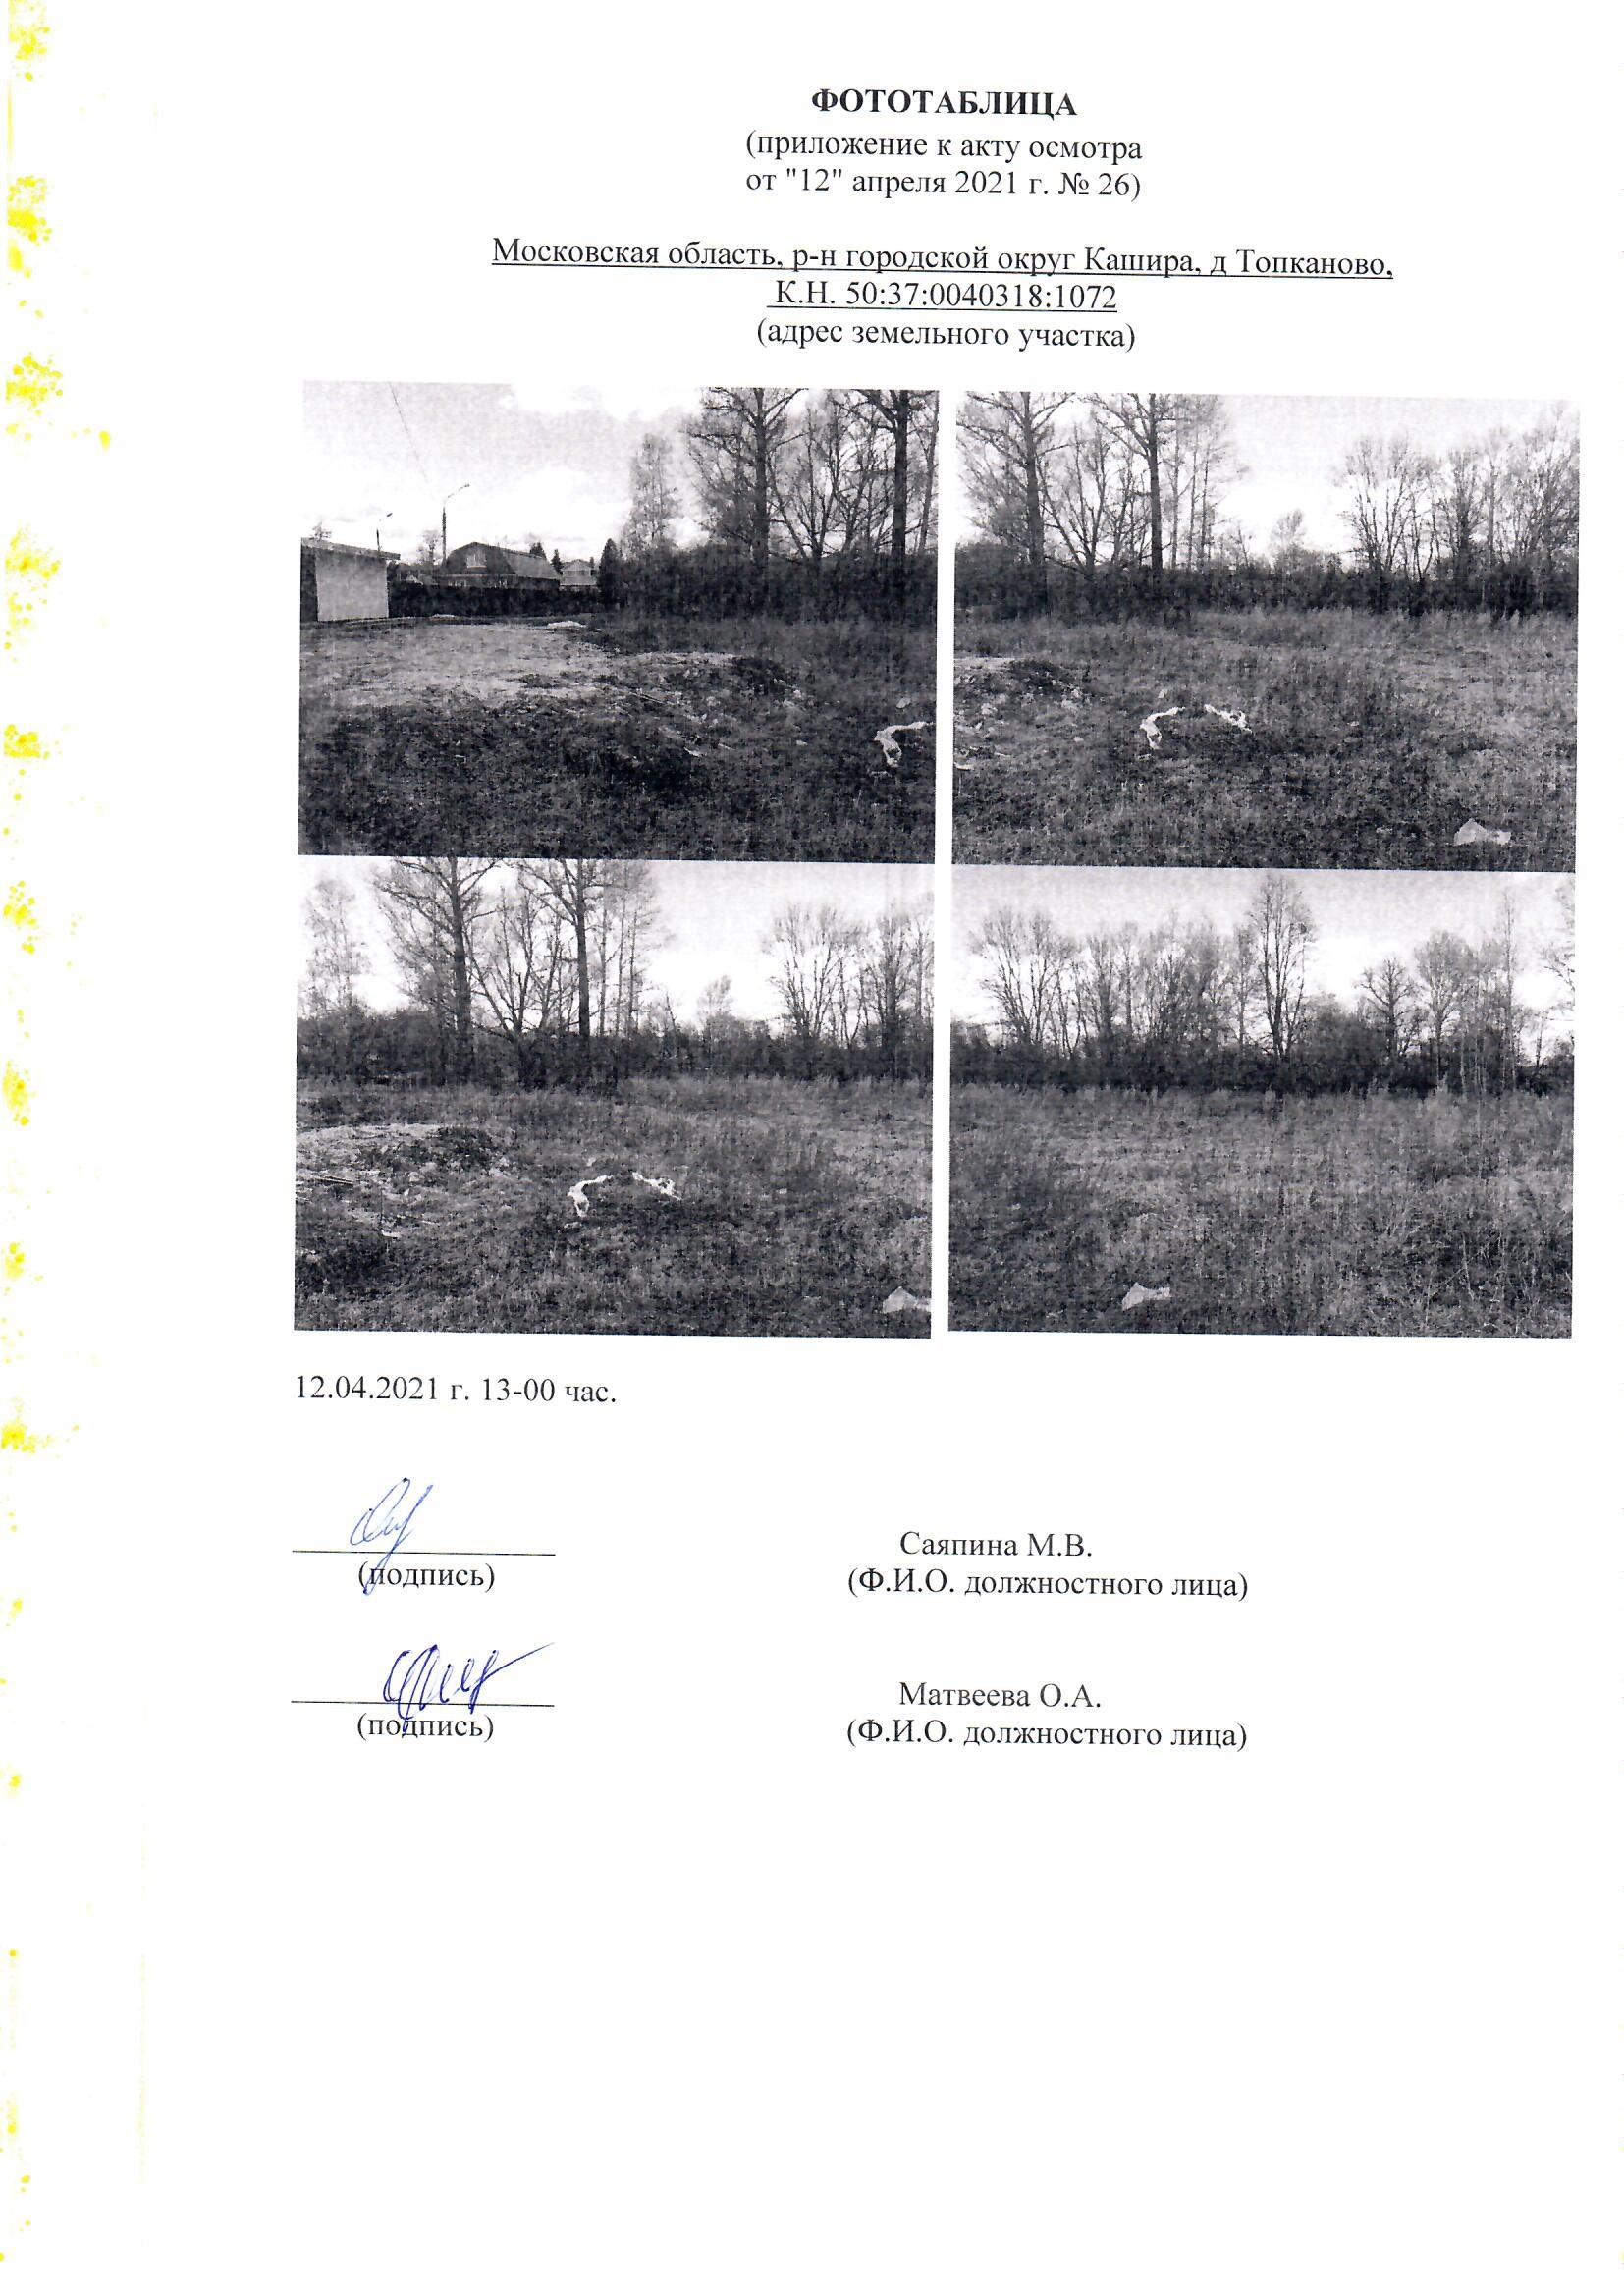 ФОТОТАБЛИЦА
(приложение к акту осмотра
от "12" апреля 2021 г. № 26)
Московская область, р-н городской округ Кашира, д Топканово,
К.Н. 50:37:0040318:1072
(адрес земельного участка)
12.04.2021 г. 13-00 час.
Саяпина М.В.
(подпись) (Ф.И.О. должностного лица)
Матвеева О.А.
(подпись) (Ф.И.О. должностного лица)